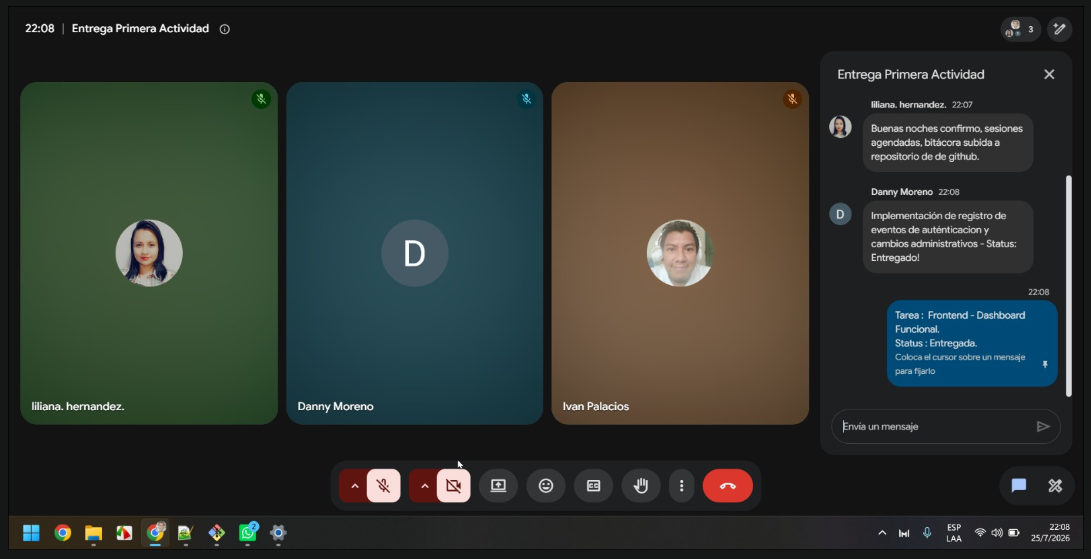 22:08 | Entrega Primera Actividad
3
Entrega Primera Actividad
liliana. hernandez. 22:07
Buenas noches confirmo, sesiones
agendadas, bitácora subida a
repositorio de de github.
Danny Moreno 22:08
D
Implementación de registro de
eventos de auténticacion y
cambios administrativos - Status:
Entregado!
22:08
Tarea : Frontend - Dashboard
Funcional.
Status : Entregada.
Coloca el cursor sobre un mensaje
para fijarlo
Envía un mensaje
D
liliana. hernandez.
Danny Moreno
Ivan Palacios
2
ESP
LAA
22:08
25/7/2026